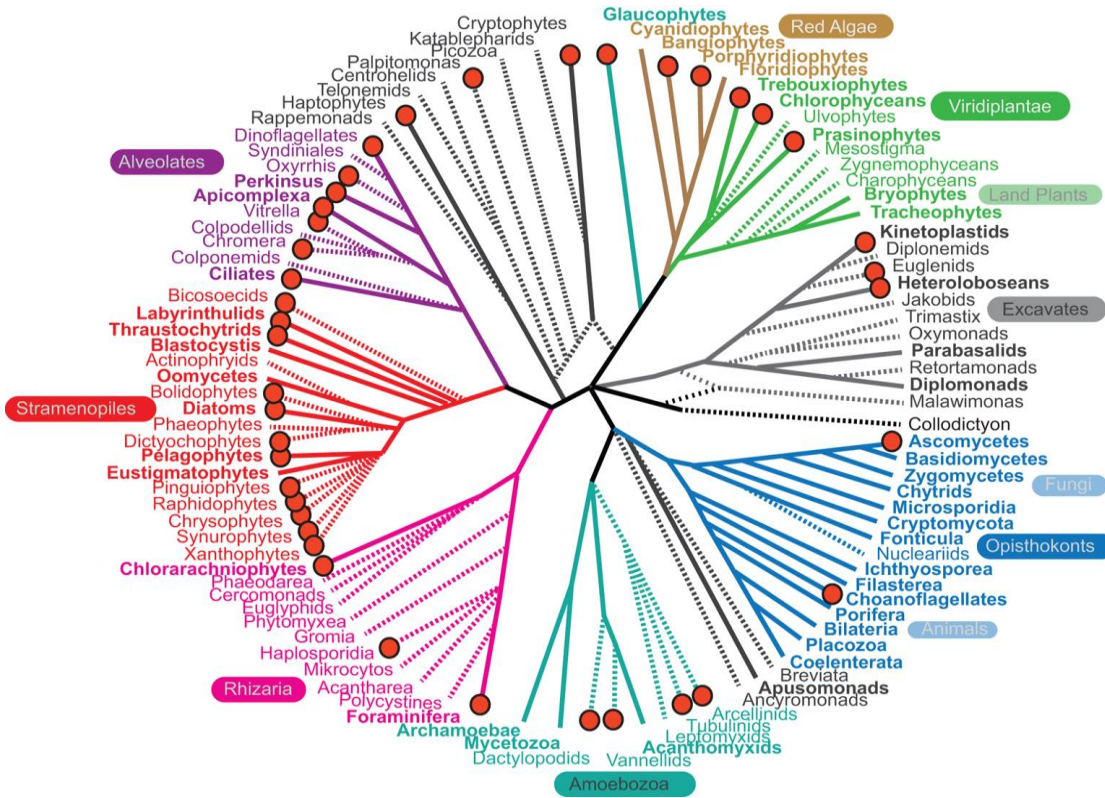 Glaucophytes
Cyanidiophytes
Red Algae
Bangiophytes
Porphyridiophytes
Floridiophytes
Trebouxiophytes
Chlorophyceans
Viridiplantae
Ulvophytes
Prasinophytes
Mesostigma
Zygnemophyceans
Charophyceans
Bryophytes
Land Plants
Tracheophytes
Kinetoplastids
Diplonemids
Euglenids
Heteroloboseans
Jakobids
Excavates
Trimastix
Oxymonads
Parabasalids
Retortamonads
Diplomonads
Malawimonas
Collodictyon
Ascomycetes
Basidiomycetes
Zygomycetes
Fungi
Chytrids
Microsporidia
Cryptomycota
Fonticula
Opisthokonts
Nucleariids
Ichthyosporea
Filasterea
Choanoflagellates
Porifera
Bilateria
Animals
Placozoa
Coelenterata
Breviata
Apusomonads
Ancyromonads
Arcellinids
Tubulinids
Leptomyxids
Acanthomyxids
Vannellids
Amoebozoa
Dactylopodids
Mycetozoa
Archamoebae
Foraminifera
Polycystines
Acantharea
Rhizaria
Mikrocytos
Haplosporidia
Gromia
Phytomyxea
Euglyphids
Cercomonads
Phaeodarea
Chlorarachniophytes
Xanthophytes
Synurophytes
Chrysophytes
Raphidophytes
Pinguiophytes
Eustigmatophytes
Pelagophytes
Dictyochophytes
Phaeophytes
Stramenopiles
Diatoms
Bolidophytes
Oomycetes
Actinophryids
Blastocystis
Thraustochytrids
Labyrinthulids
Bicosoecids
Ciliates
Colponemids
Chromera
Colpodellids
Vitrella
Apicomplexa
Perkinsus
Alveolates
Oxyrrhis
Syndiniales
Dinoflagellates
Rappemonads
Haptophytes
Telonemids
Centrohelids
Palpitomonas
Picozoa
Katablepharids
Cryptophytes